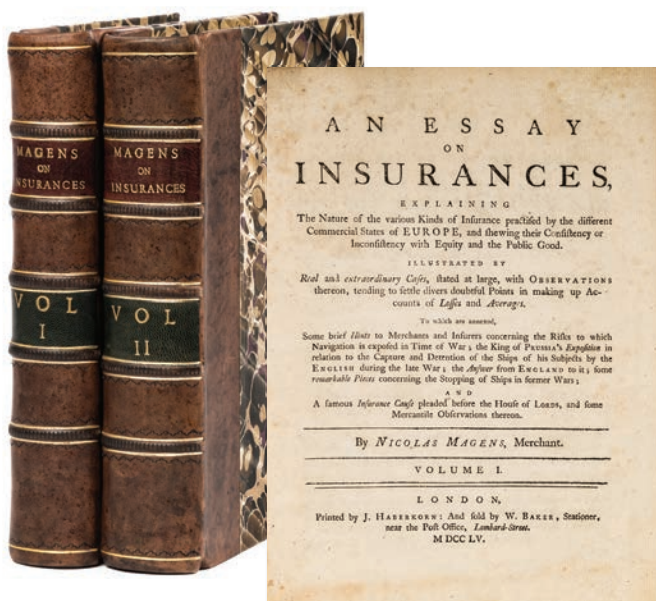 MAGENS
ON
INSURANCES
VOL
I
MAGENS
ON
INSURANCES
VOL
II
AN ESSAY
ON
INSURANCES,
EXPLAINING
The Nature of the various Kinds of Inſurance practiſed by the different
Commercial States of EUROPE, and ſhewing their Conſiſtency or
Inconſiſtency with Equity and the Public Good.
ILLUSTRATED BY
Real and extraordinary Caſes, ſtated at large, with OBSERVATIONS
thereon, tending to ſettle divers doubtful Points in making up Ac-
counts of Loſſes and Averages.
To which are annexed,
Some brief Hints to Merchants and Inſurers concerning the Riſks to which
Navigation is expoſed in Time of War; the King of PRUSSIA's Expoſition in
relation to the Capture and Detention of the Ships of his Subjects by the
ENGLISH during the late War; the Anſwer from ENGLAND to it; ſome
remarkable Pieces concerning the Stopping of Ships in former Wars;
AND
A famous Inſurance Cauſe pleaded before the Houſe of LORDS, and ſome
Mercantile Obſervations thereon.
By NICOLAS MAGENS, Merchant.
VOLUME I.
LONDON,
Printed by J. HABERKORN: And ſold by W. BAKER, Stationer,
near the Poſt Office, Lombard-Street.
M DCC LV.